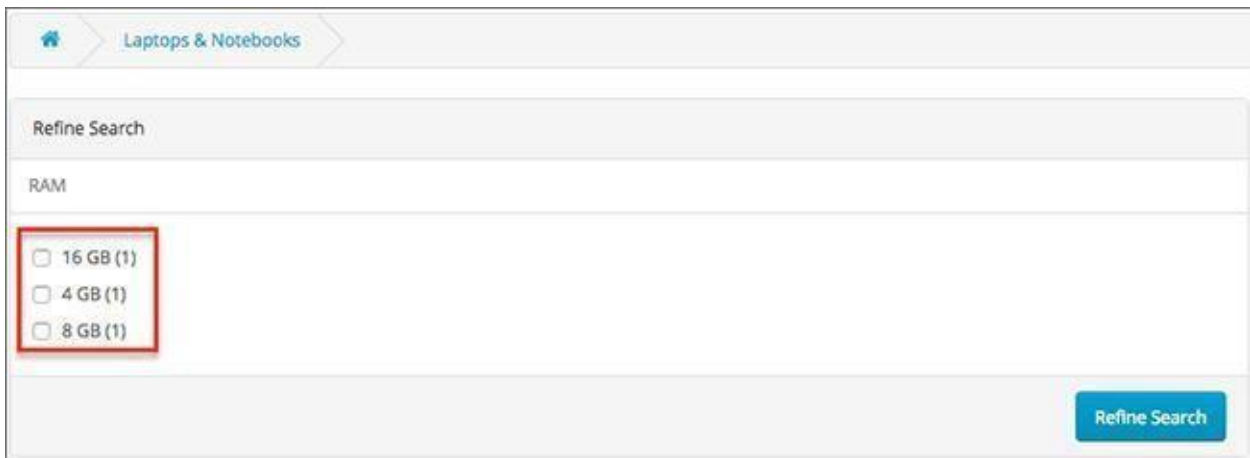 Laptops & Notebooks
Refine Search
RAM
16 GB (1)
4 GB (1)
8 GB (1)
Refine Search